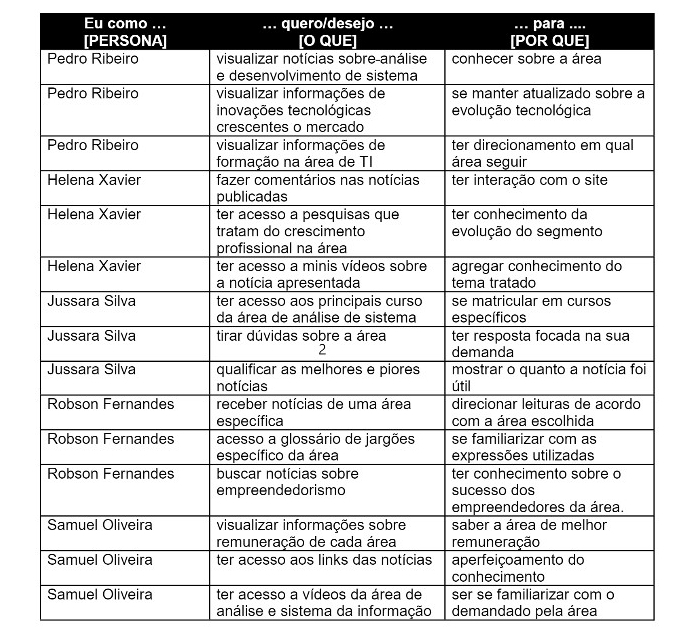 Eu como … … quero/desejo … … para ....
[PERSONA] [O QUE] [POR QUE]
Pedro Ribeiro visualizar notícias sobre-análise conhecer sobre a área
e desenvolvimento de sistema
Pedro Ribeiro visualizar informações de se manter atualizado sobre a
inovações tecnológicas evolução tecnológica
crescentes o mercado
Pedro Ribeiro visualizar informações de ter direcionamento em qual
formação na área de TI área seguir
Helena Xavier fazer comentários nas notícias ter interação com o site
publicadas
Helena Xavier ter acesso a pesquisas que ter conhecimento da
tratam do crescimento evolução do segmento
profissional na área
Helena Xavier ter acesso a minis vídeos sobre agregar conhecimento do
a notícia apresentada tema tratado
Jussara Silva ter acesso aos principais curso se matricular em cursos
da área de análise de sistema específicos
Jussara Silva tirar dúvidas sobre a área ter resposta focada na sua
2 demanda
Jussara Silva qualificar as melhores e piores mostrar o quanto a notícia foi
notícias útil
Robson Fernandes receber notícias de uma área direcionar leituras de acordo
específica com a área escolhida
Robson Fernandes acesso a glossário de jargões se familiarizar com as
específico da área expressões utilizadas
Robson Fernandes buscar notícias sobre ter conhecimento sobre o
empreendedorismo sucesso dos
empreendedores da área.
Samuel Oliveira visualizar informações sobre saber a área de melhor
remuneração de cada área remuneração
Samuel Oliveira ter acesso aos links das notícias aperfeiçoamento do
conhecimento
Samuel Oliveira ter acesso a vídeos da área de ser se familiarizar com o
análise e sistema da informação demandado pela área